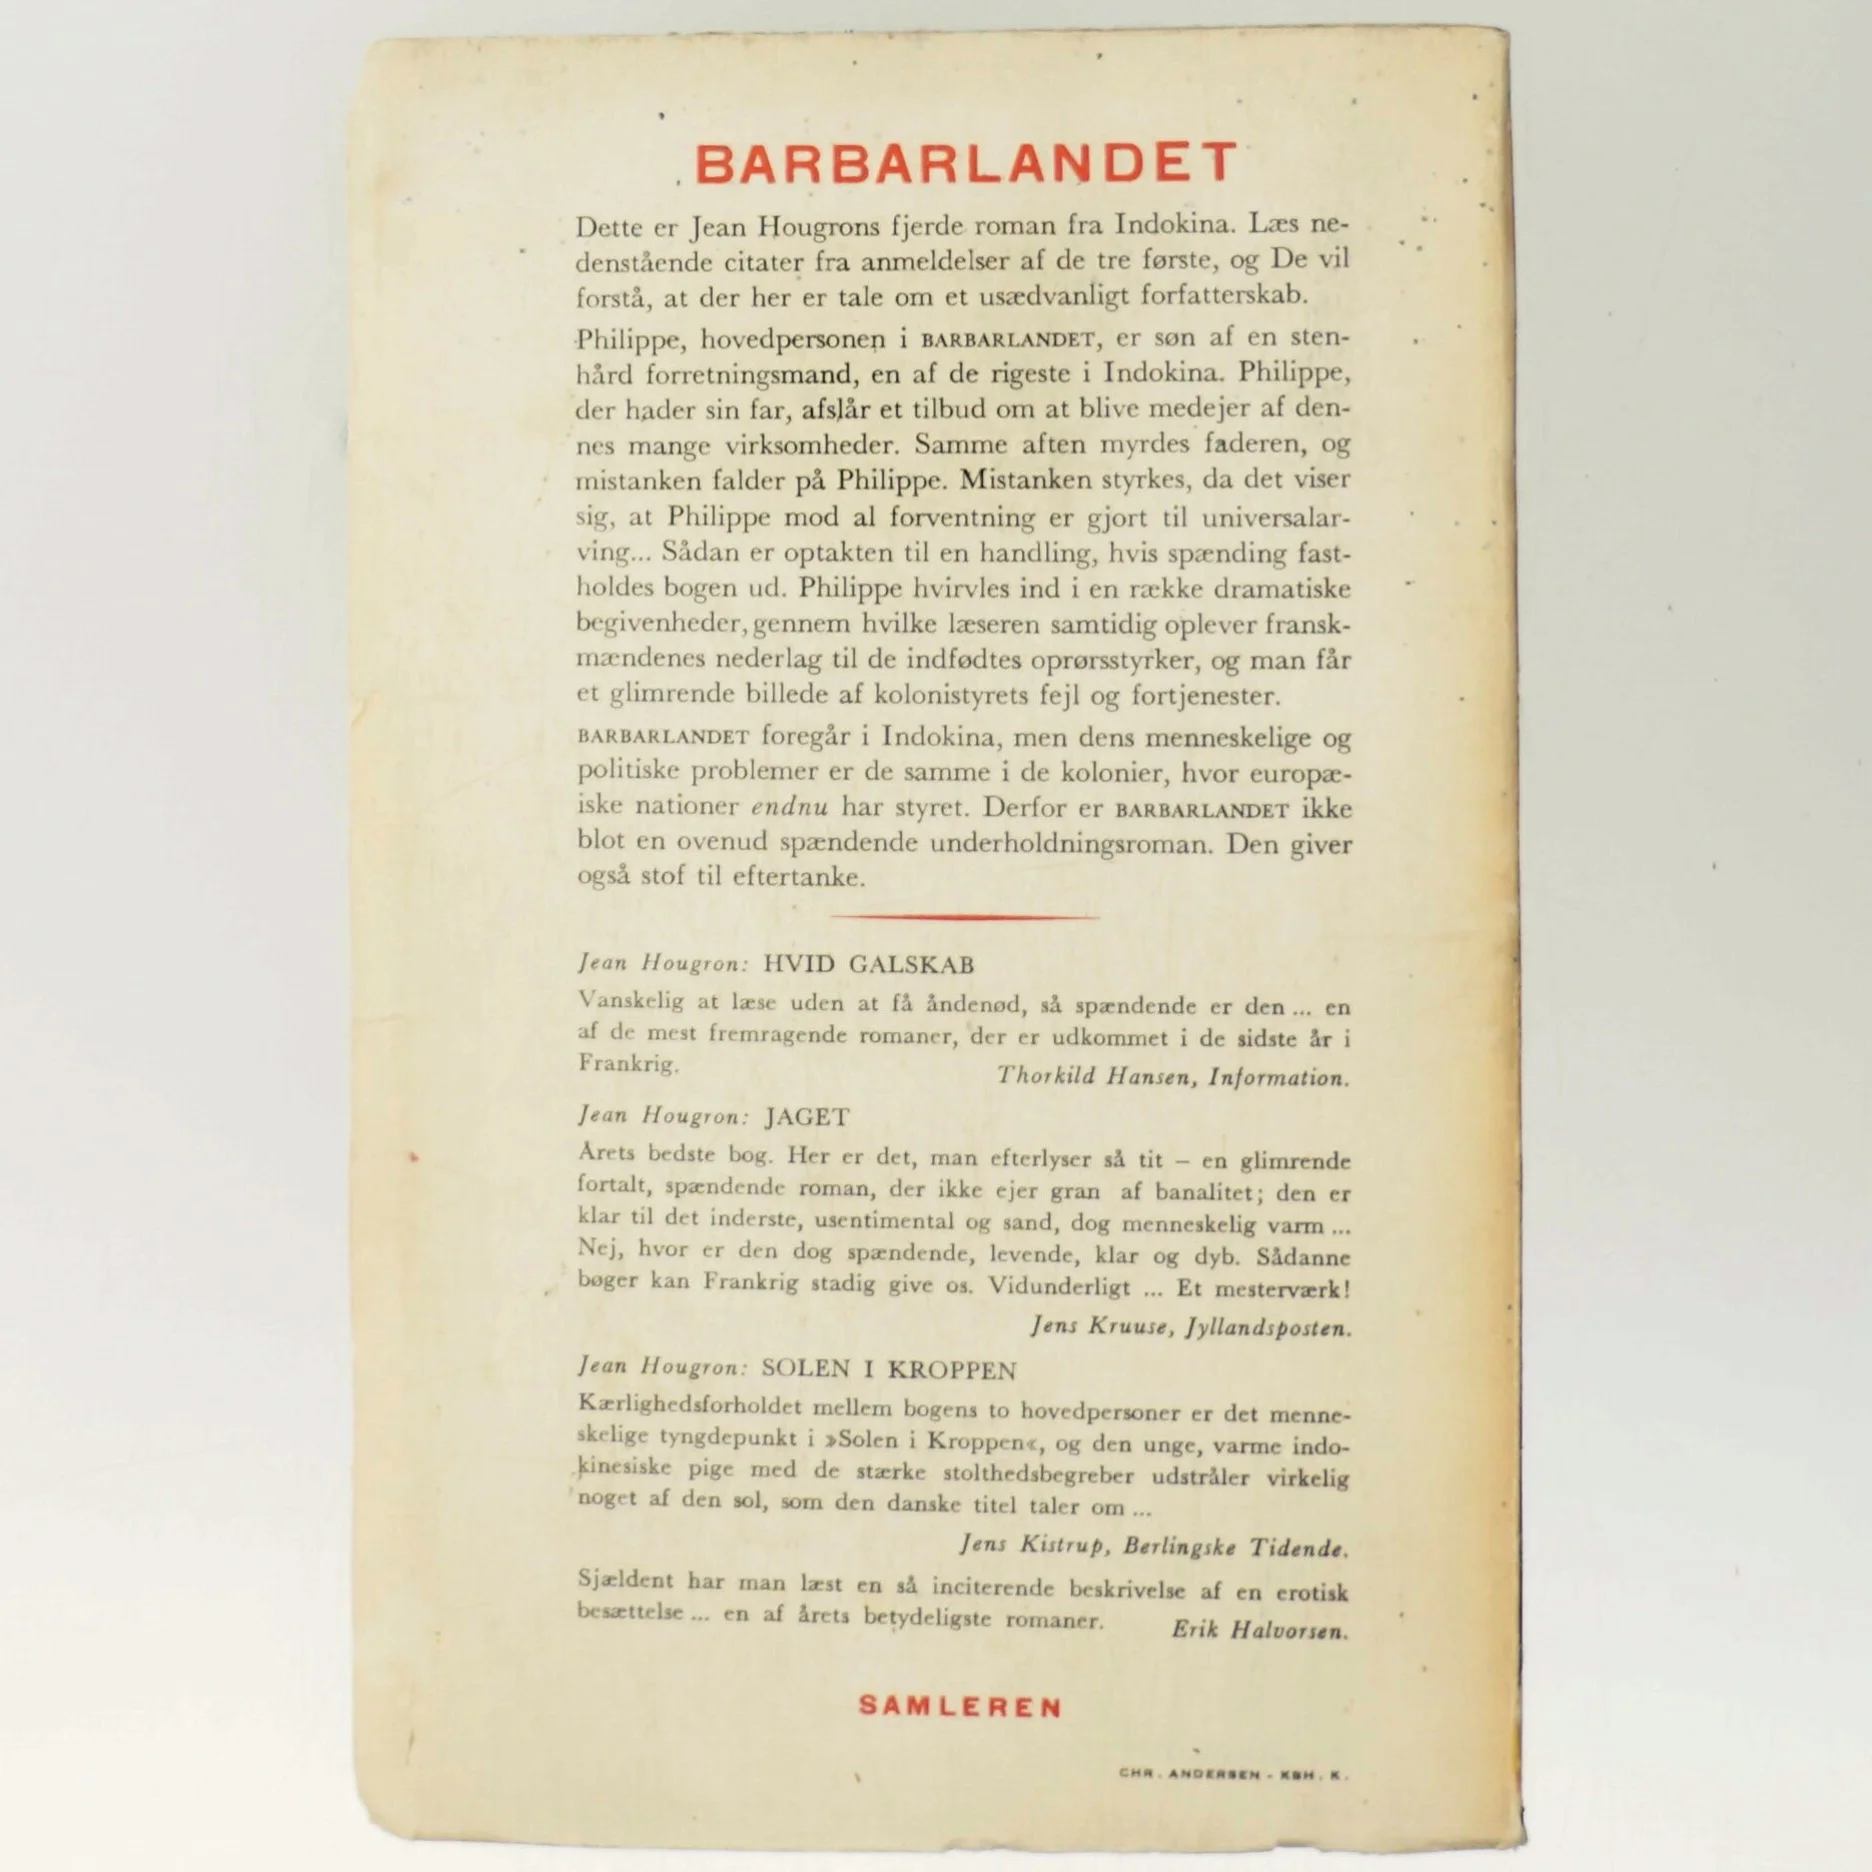 BARBARLANDET
Dette er Jean Hougrons fjerde roman fra Indokina. Læs ne-
denstående citater fra anmeldelser af de tre første, og De vil
forstå, at der her er tale om et usædvanligt forfatterskab.
Philippe, hovedpersonen i BARBARLANDET, er søn af en sten-
hård forretningsmand, en af de rigeste i Indokina. Philippe,
der hader sin far, afslår et tilbud om at blive medejer af den-
nes mange virksomheder. Samme aften myrdes faderen, og
mistanken falder på Philippe. Mistanken styrkes, da det viser
sig, at Philippe mod al forventning er gjort til universalar-
ving... Sådan er optakten til en handling, hvis spænding fast-
holdes bogen ud. Philippe hvirvles ind i en række dramatiske
begivenheder, gennem hvilke læseren samtidig oplever fransk-
mændenes nederlag til de indfødtes oprørsstyrker, og man får
et glimrende billede af kolonistyrets fejl og fortjenester.
BARBARLANDET foregår i Indokina, men dens menneskelige og
politiske problemer er de samme i de kolonier, hvor europæ-
iske nationer endnu har styret. Derfor er BARBARLANDET ikke
blot en ovenud spændende underholdningsroman. Den giver
også stof til eftertanke.
Jean Hougron: HVID GALSKAB
Vanskelig at læse uden at få åndenød, så spændende er den ... en
af de mest fremragende romaner, der er udkommet i de sidste år i
Frankrig.
Thorkild Hansen, Information.
Jean Hougron: JAGET
Årets bedste bog. Her er det, man efterlyser så tit – en glimrende
fortalt, spændende roman, der ikke ejer gran af banalitet; den er
klar til det inderste, usentimental og sand, dog menneskelig varm ...
Nej, hvor er den dog spændende, levende, klar og dyb. Sådanne
bøger kan Frankrig stadig give os. Vidunderligt ... Et mesterværk!
Jens Kruuse, Jyllandsposten.
Jean Hougron: SOLEN I KROPPEN
Kærlighedsforholdet mellem bogens to hovedpersoner er det menne-
skelige tyngdepunkt i »Solen i Kroppen«, og den unge, varme indo-
kinesiske pige med de stærke stolthedsbegreber udstråler virkelig
noget af den sol, som den danske titel taler om ...
Jens Kistrup, Berlingske Tidende.
Sjældent har man læst en så inciterende beskrivelse af en erotisk
besættelse ... en af årets betydeligste romaner.
Erik Halvorsen.
SAMLEREN
CHR. ANDERSEN - KBH. K.